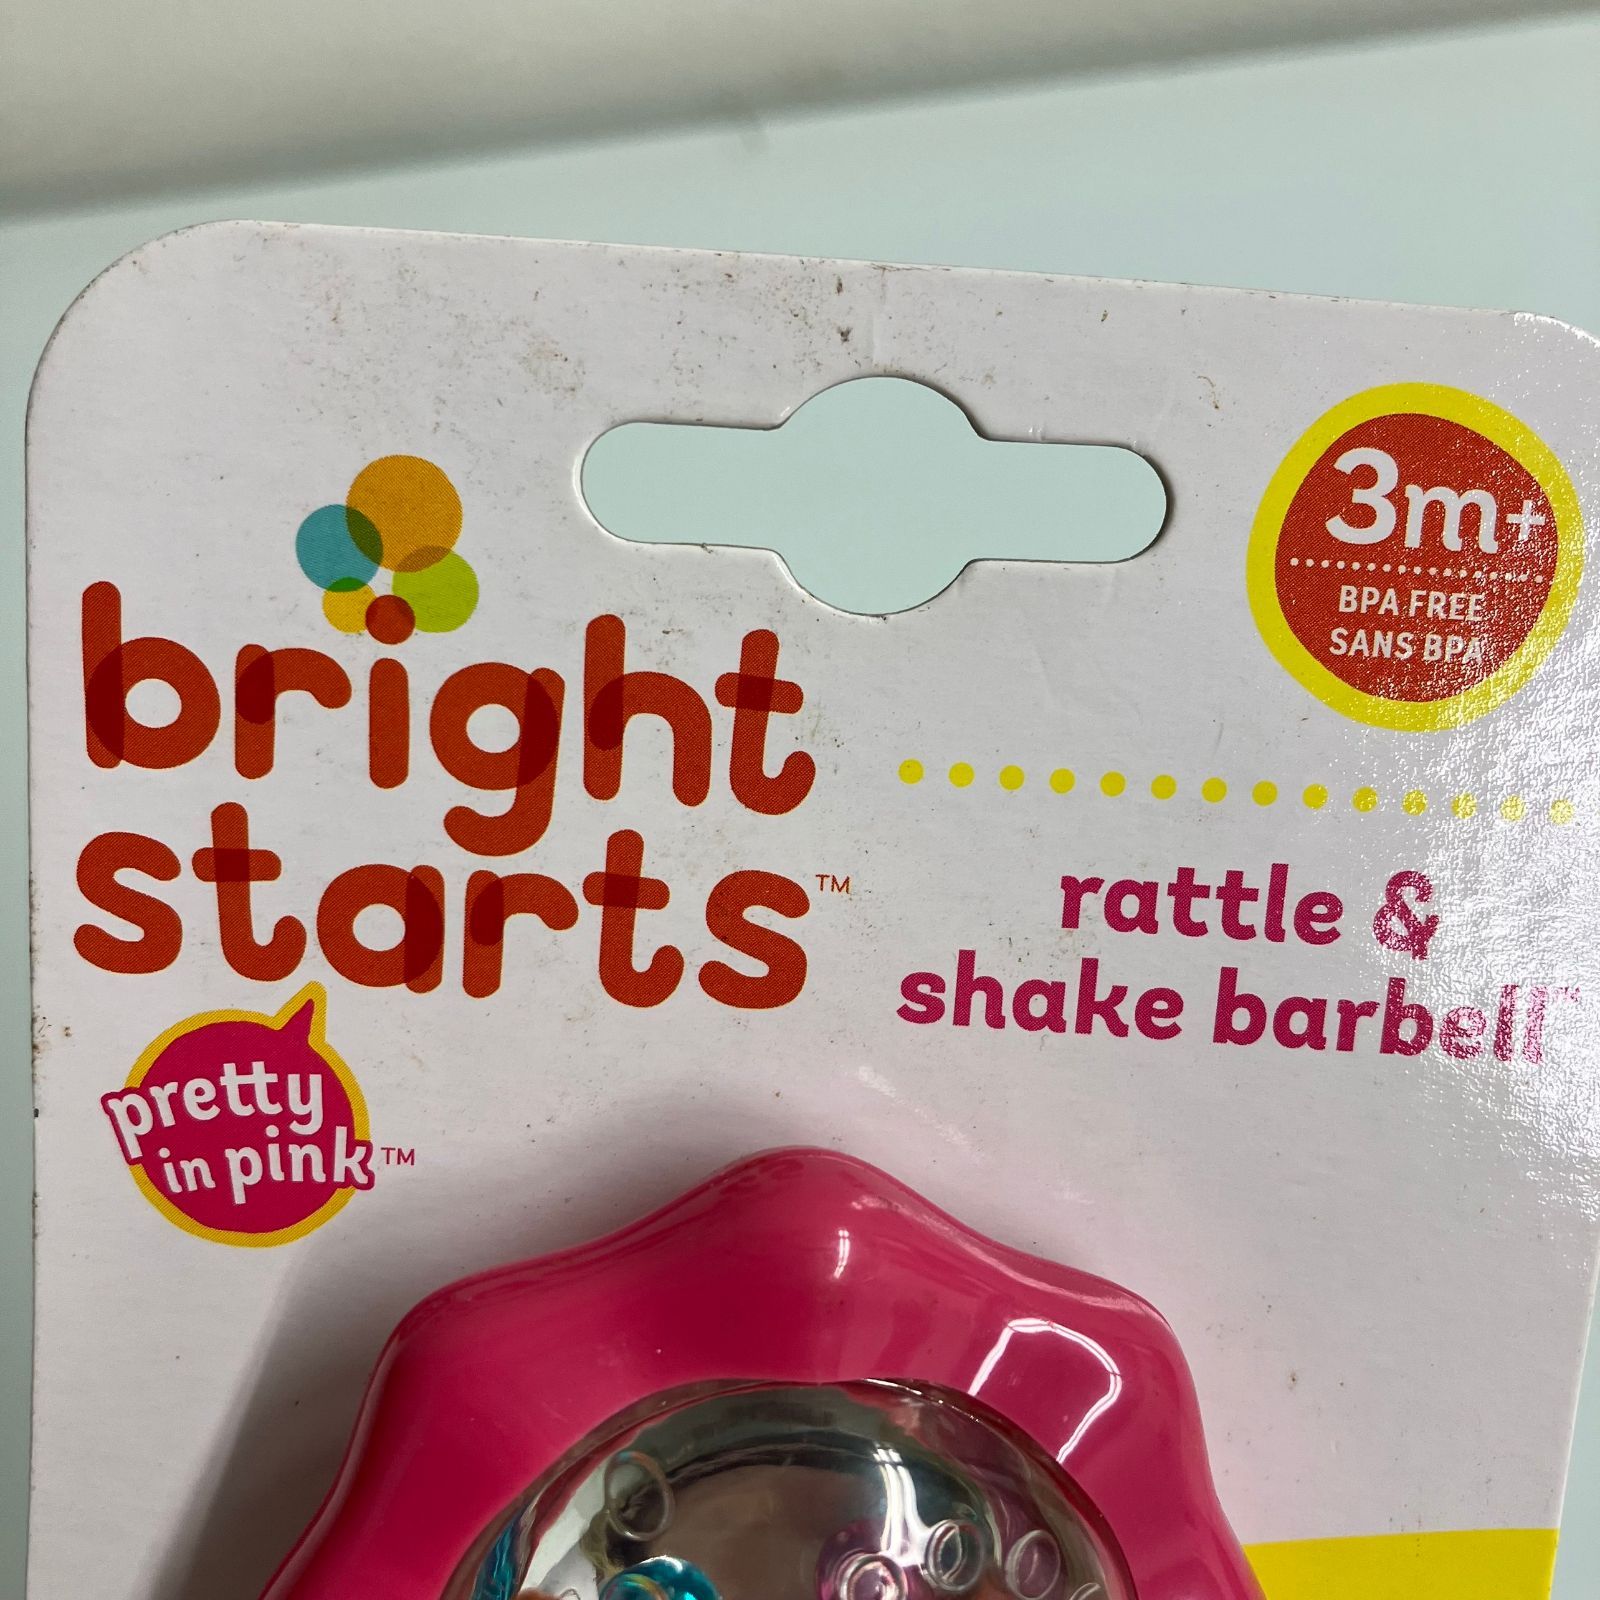 3m+
BPA FREE
SANS BPA
bright
starts™
rattle &
shake barbell™
pretty
in pink™